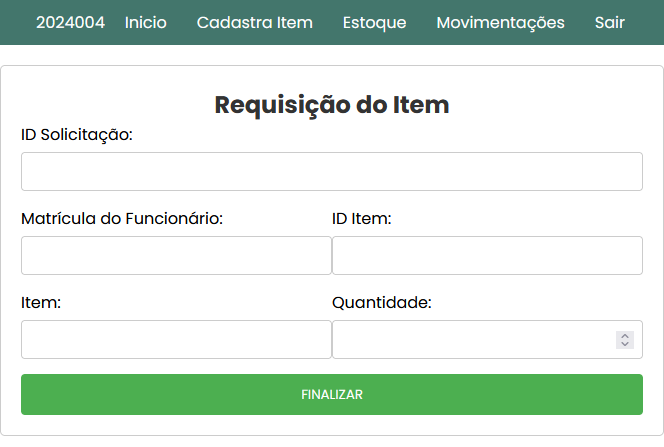 2024004 Inicio Cadastra Item Estoque Movimentações Sair
Requisição do Item
ID Solicitação:
Matrícula do Funcionário: ID Item:
Item: Quantidade:
FINALIZAR